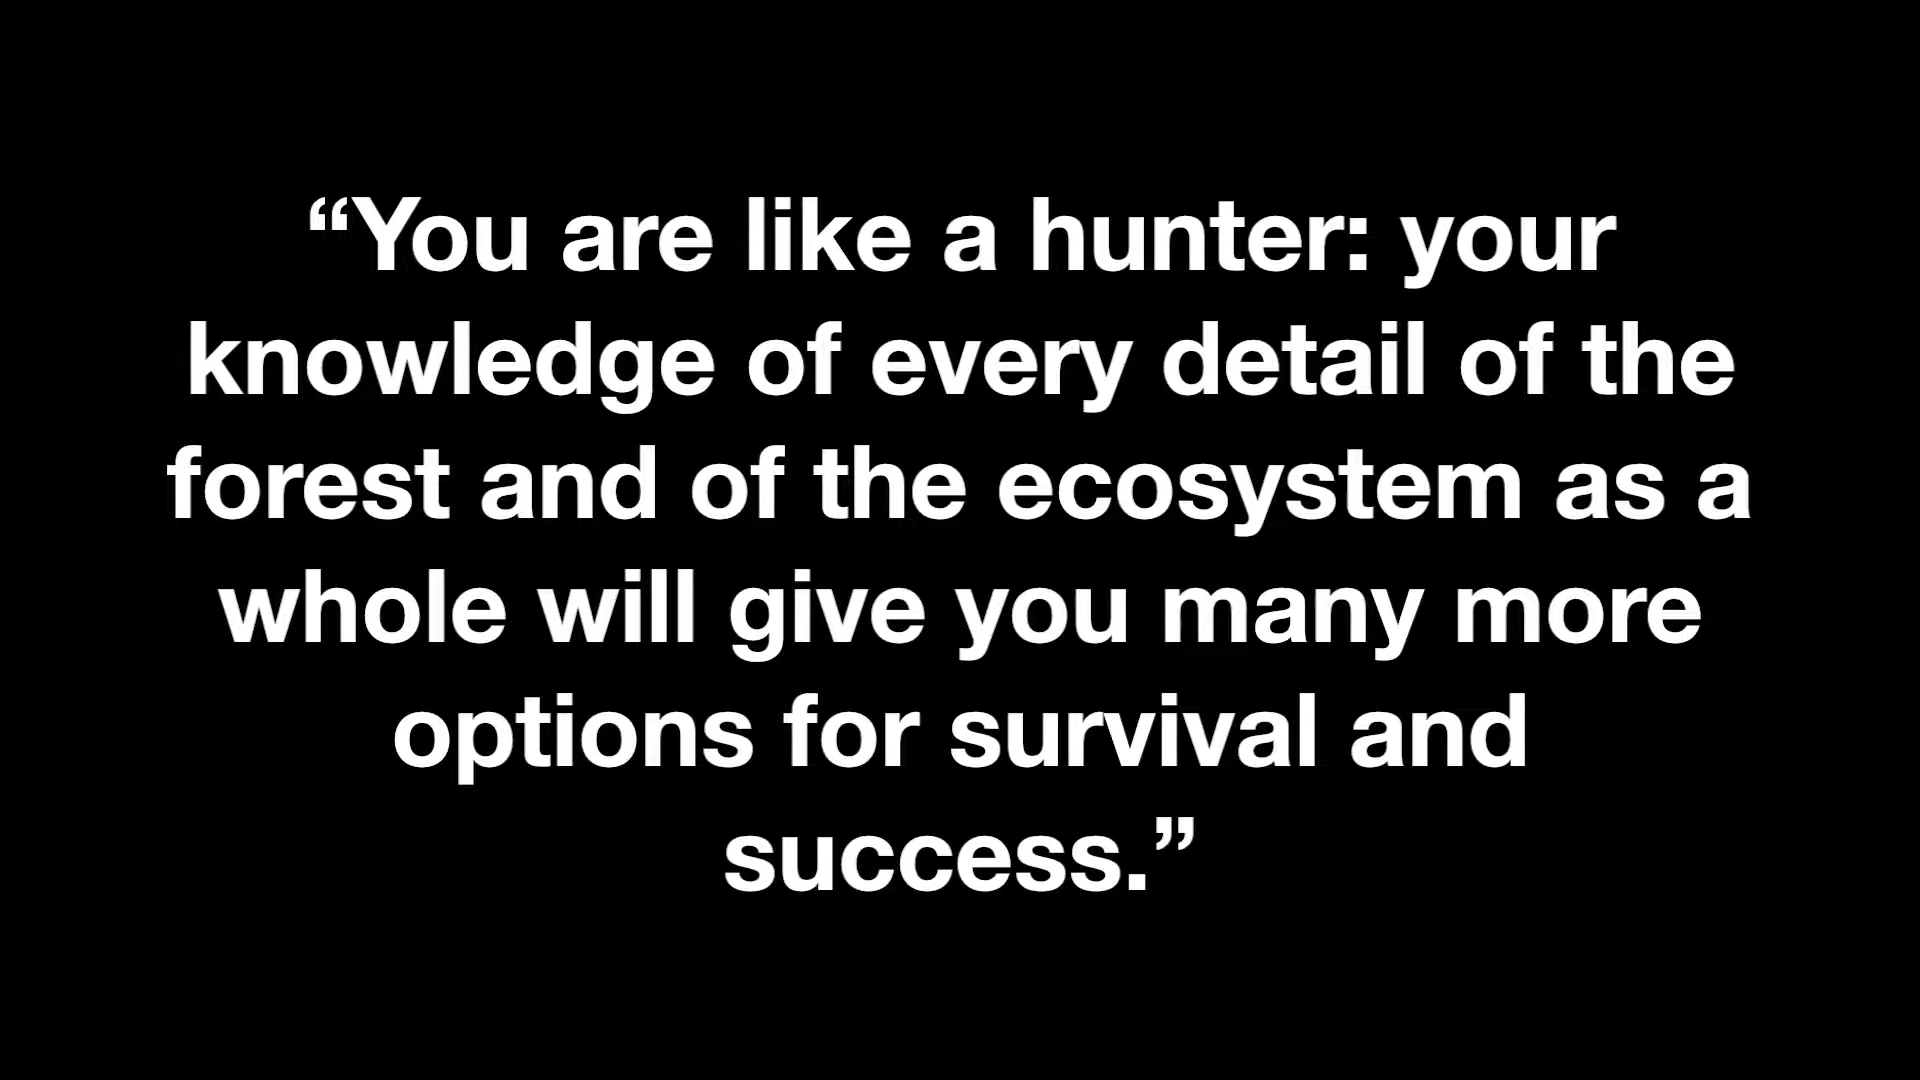 “You are like a hunter: your
knowledge of every detail of the
forest and of the ecosystem as a
whole will give you many more
options for survival and
success.”